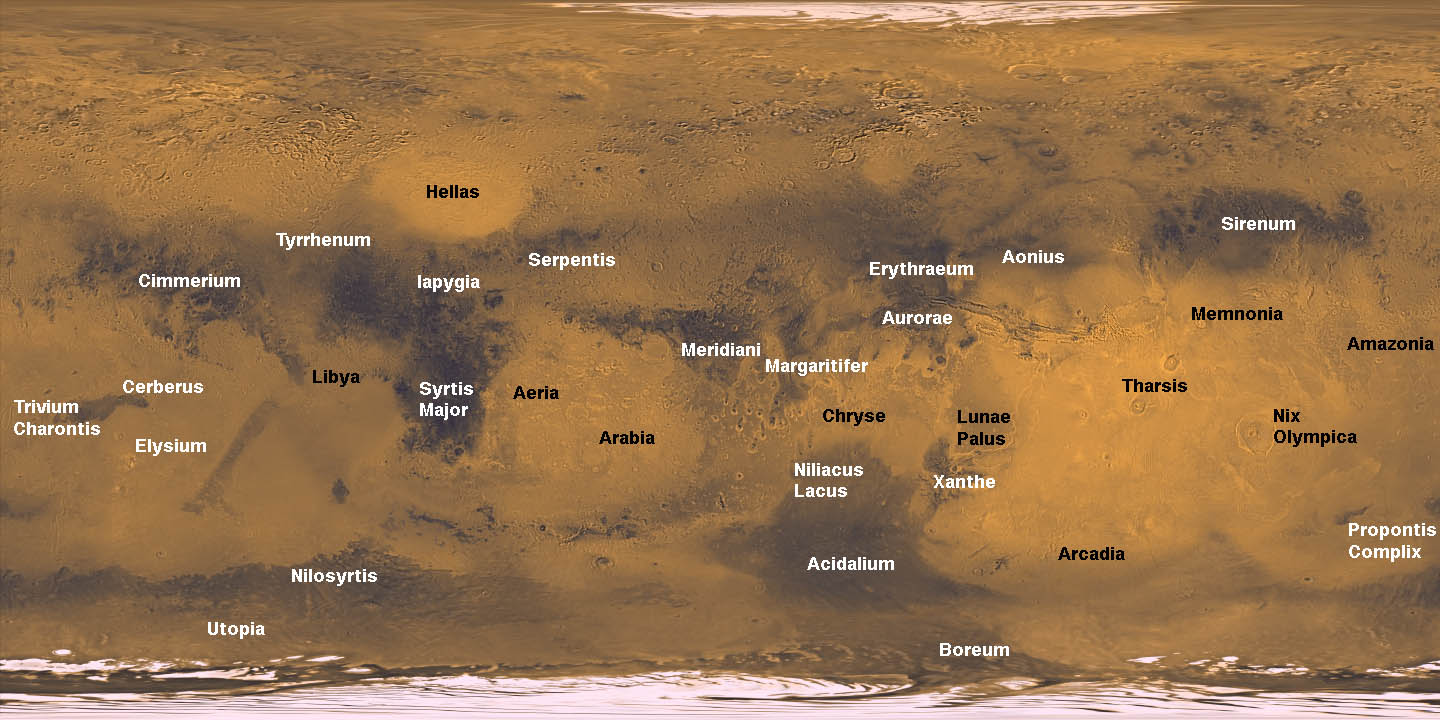 Hellas
Sirenum
Tyrrhenum
Aonius
Serpentis
Erythraeum
Cimmerium
Iapygia
Memnonia
Aurorae
Amazonia
Meridiani
Margaritifer
Libya
Tharsis
Cerberus
Syrtis
Major
Aeria
Trivium
Charontis
Chryse
Lunae
Palus
Nix
Olympica
Arabia
Elysium
Niliacus
Lacus
Xanthe
Propontis
Complix
Arcadia
Acidalium
Nilosyrtis
Utopia
Boreum